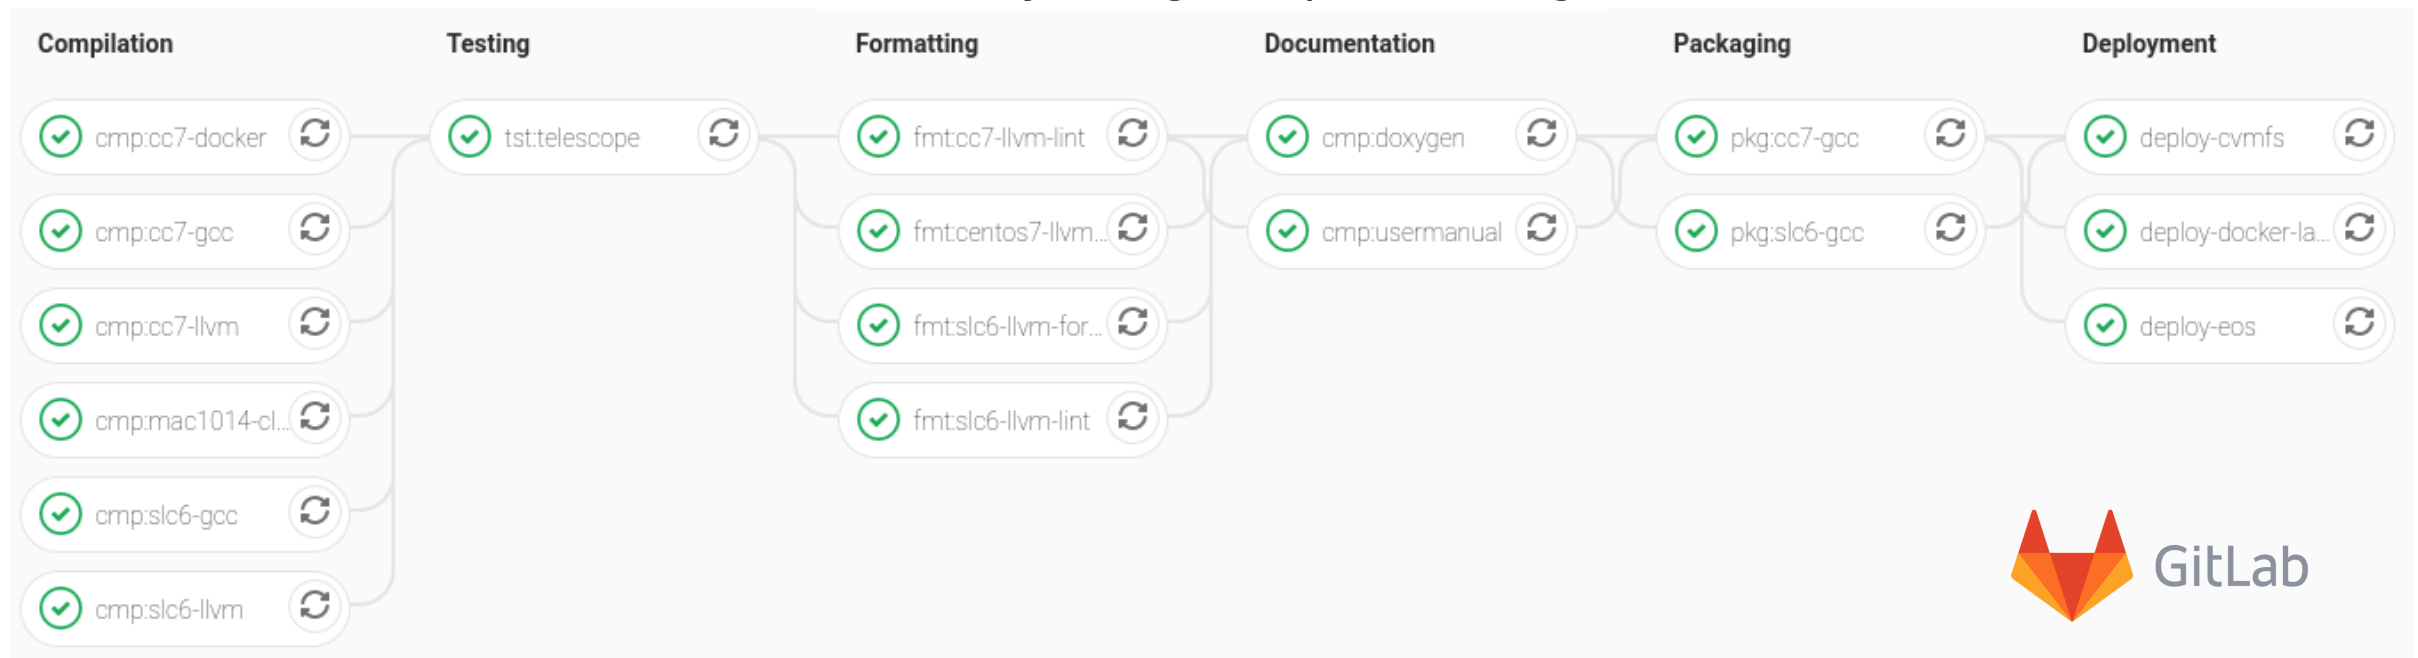 Compilation
cmp:cc7-docker
cmp:cc7-gcc
cmp:cc7-llvm
cmp:mac1014-cl...
cmp:slc6-gcc
cmp:slc6-llvm
Testing
tst:telescope
Formatting
fmt:cc7-llvm-lint
fmt:centos7-llvm...
fmt:slc6-llvm-for...
fmt:slc6-llvm-lint
Documentation
cmp:doxygen
cmp:usermanual
Packaging
pkg:cc7-gcc
pkg:slc6-gcc
Deployment
deploy-cvmfs
deploy-docker-la...
deploy-eos
GitLab